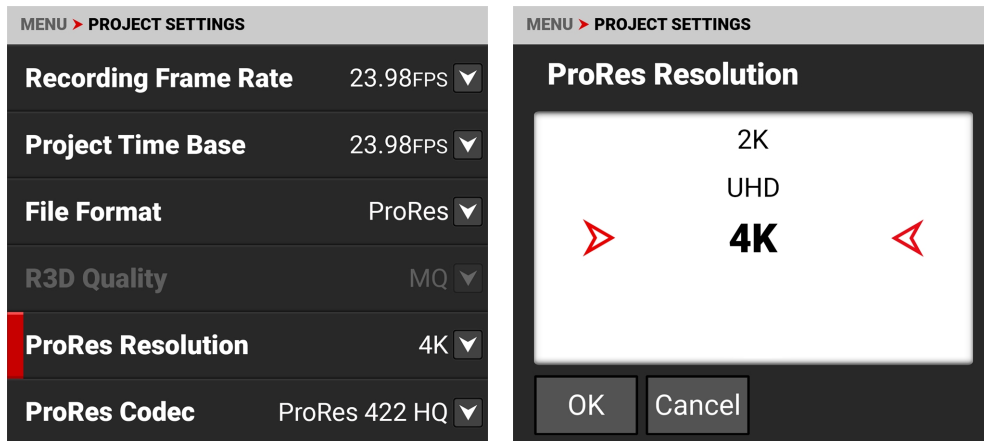 MENU > PROJECT SETTINGS
Recording Frame Rate 23.98FPS
Project Time Base 23.98FPS
File Format ProRes
R3D Quality MQ
ProRes Resolution 4K
ProRes Codec ProRes 422 HQ
MENU > PROJECT SETTINGS
ProRes Resolution
2K
UHD
4K
OK Cancel